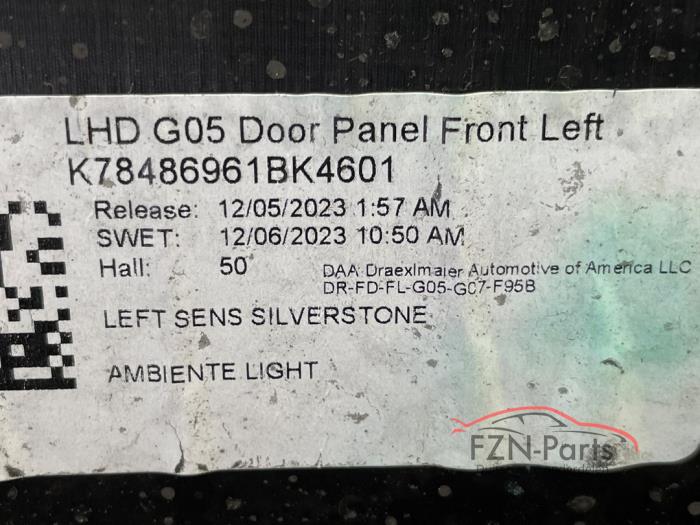 LHD G05 Door Panel Front Left
K78486961BK4601
Release: 12/05/2023 1:57 AM
SWET: 12/06/2023 10:50 AM
Hall: 50
DAA Draexlmaier Automotive of America LLC
DR-FD-FL-G05-G07-F95B
LEFT SENS SILVERSTONE
AMBIENTE LIGHT
FZN-Parts